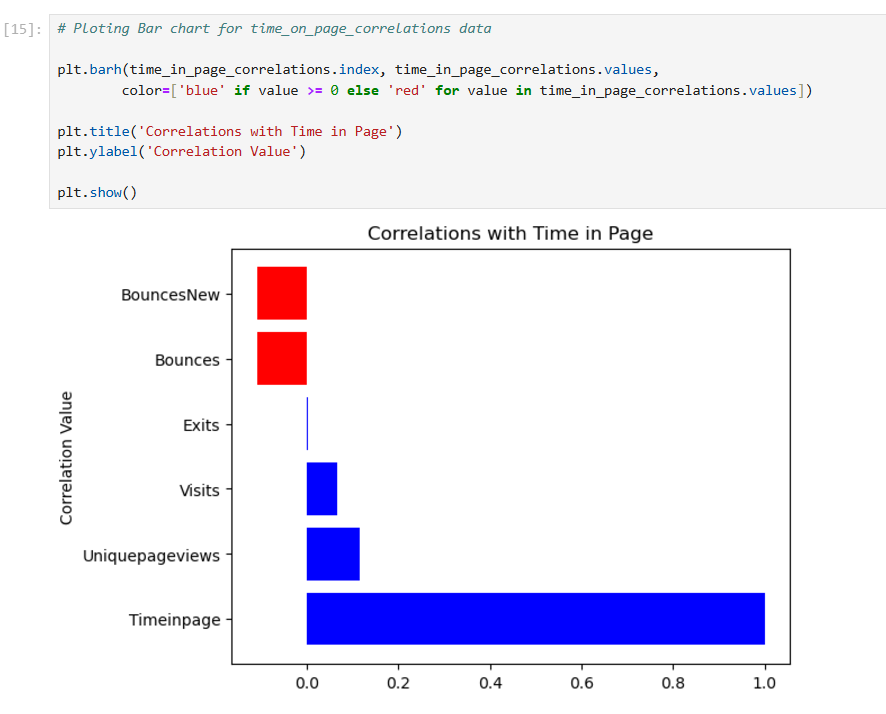 [15]: # Ploting Bar chart for time_on_page_correlations data
plt.barh(time_in_page_correlations.index, time_in_page_correlations.values,
color=['blue' if value >= 0 else 'red' for value in time_in_page_correlations.values])
plt.title('Correlations with Time in Page')
plt.ylabel('Correlation Value')
plt.show()
Correlations with Time in Page
BouncesNew
Bounces
Exits
Visits
Uniquepageviews
Timeinpage
Correlation Value
0.0 0.2 0.4 0.6 0.8 1.0